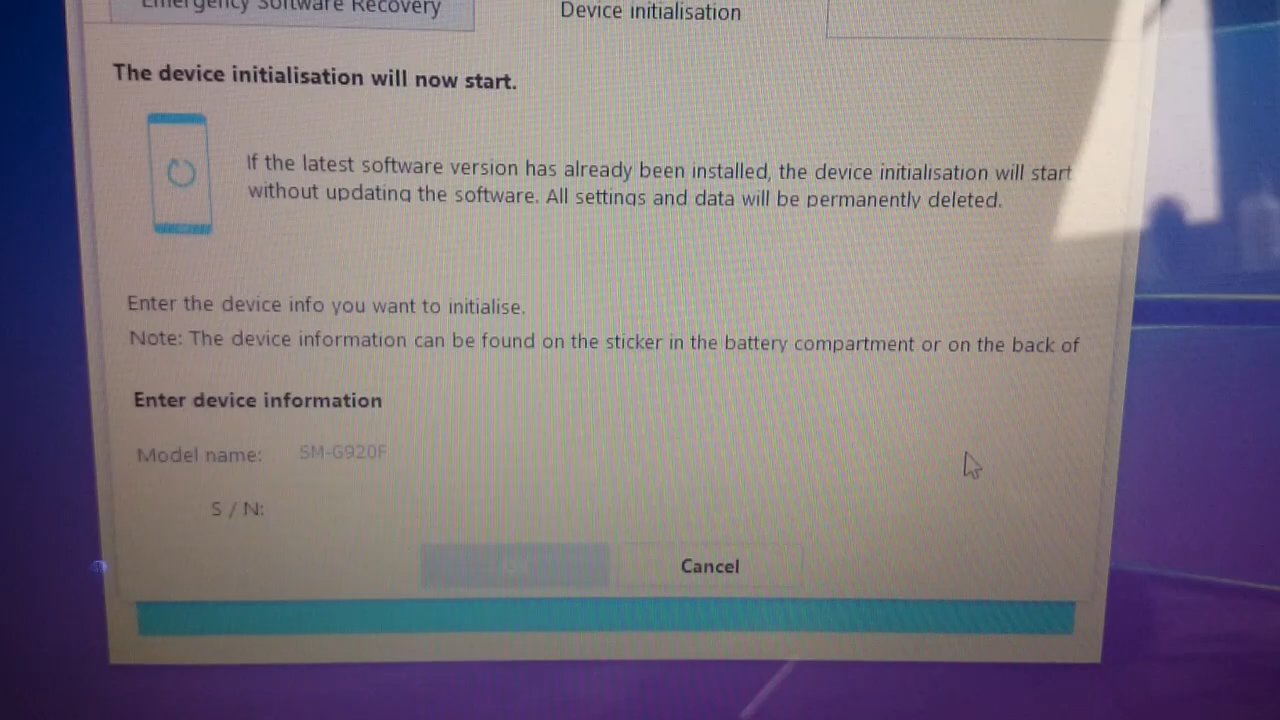 Emergency Software Recovery
Device initialisation
The device initialisation will now start.
If the latest software version has already been installed, the device initialisation will start
without updating the software. All settings and data will be permanently deleted.
Enter the device info you want to initialise.
Note: The device information can be found on the sticker in the battery compartment or on the back of
Enter device information
Model name: SM-G920F
S / N:
Cancel